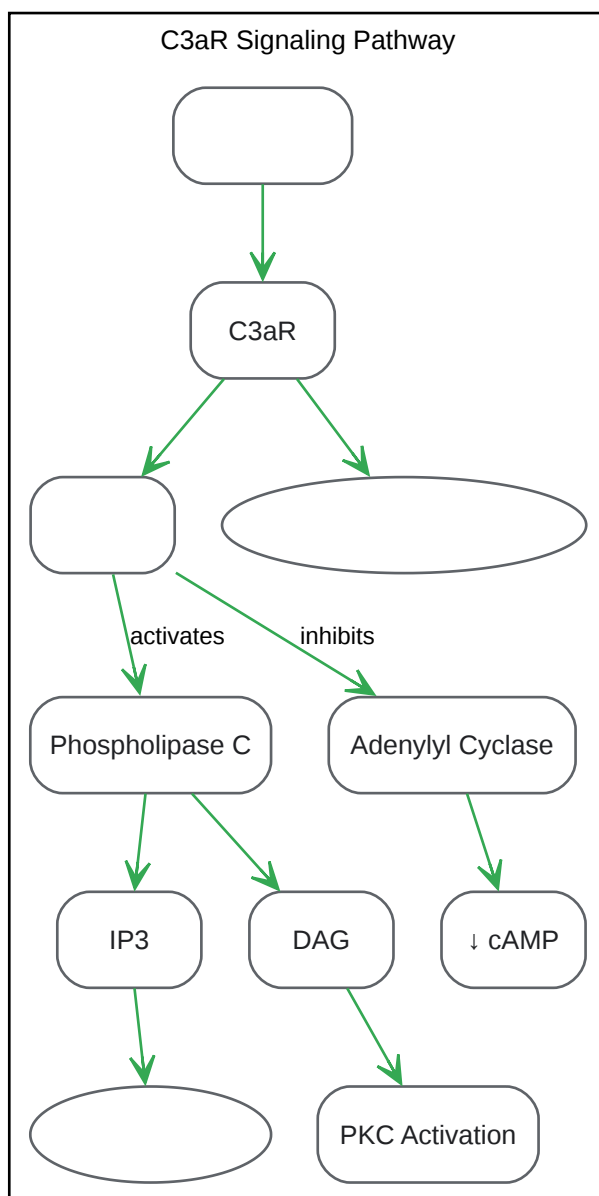 C3aR Signaling Pathway
C3aR
activates
inhibits
Phospholipase C
Adenylyl Cyclase
IP3
DAG
↓ cAMP
PKC Activation